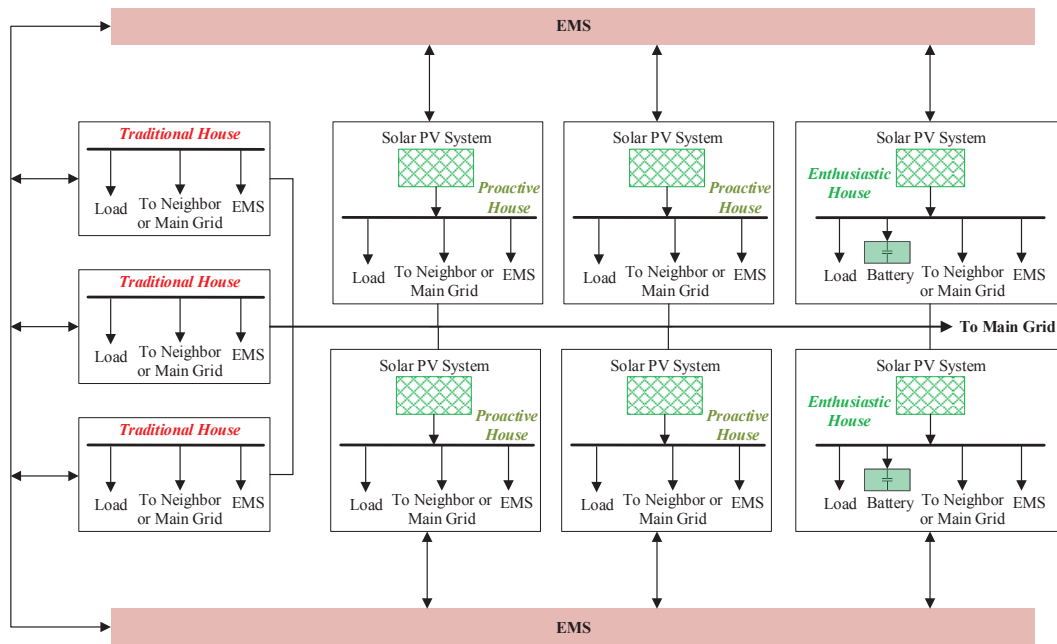 EMS
Traditional House
Load
To Neighbor
or Main Grid
EMS
Solar PV System
Proactive
House
Load
To Neighbor or
Main Grid
EMS
Solar PV System
Proactive
House
Load
To Neighbor or
Main Grid
EMS
Solar PV System
Enthusiastic
House
Load
Battery
To Neighbor
or Main Grid
EMS
Traditional House
Load
To Neighbor
or Main Grid
EMS
To Main Grid
Traditional House
Load
To Neighbor
or Main Grid
EMS
Solar PV System
Proactive
House
Load
To Neighbor or
Main Grid
EMS
Solar PV System
Proactive
House
Load
To Neighbor or
Main Grid
EMS
Solar PV System
Enthusiastic
House
Load
Battery
To Neighbor
or Main Grid
EMS
EMS